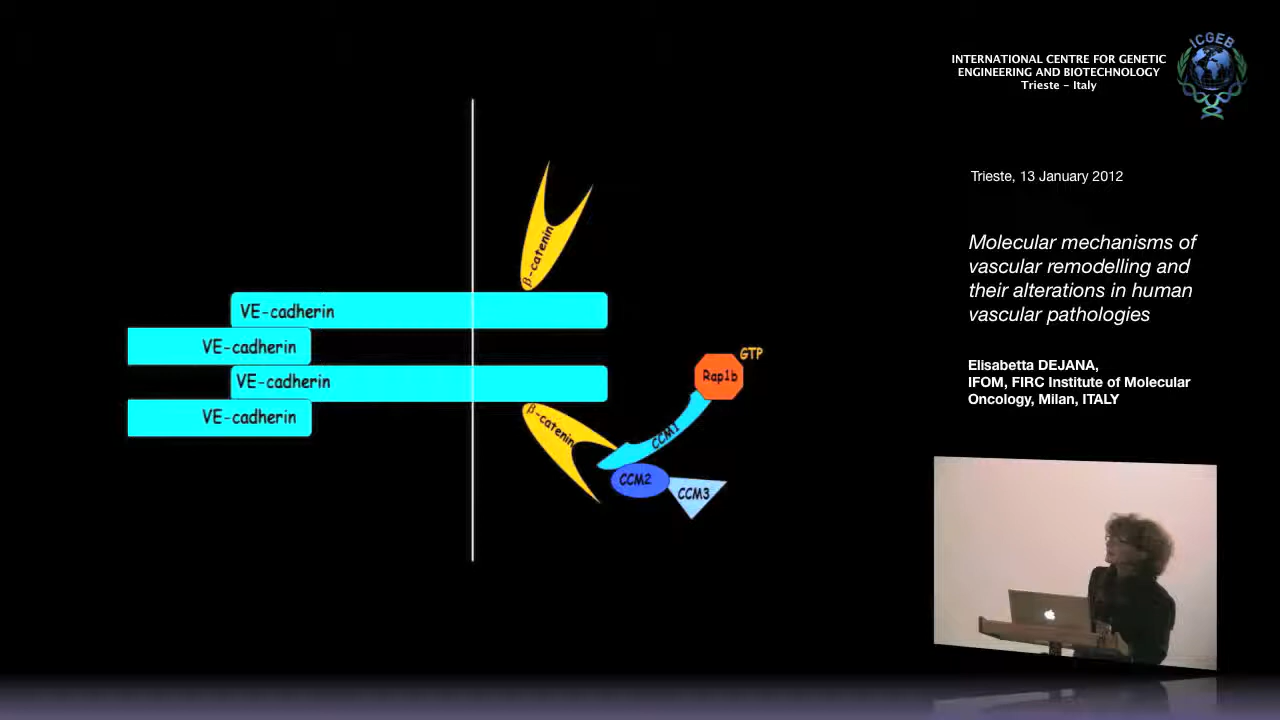 ICGEB
INTERNATIONAL CENTRE FOR GENETIC
ENGINEERING AND BIOTECHNOLOGY
Trieste - Italy
Trieste, 13 January 2012
Molecular mechanisms of
vascular remodelling and
their alterations in human
vascular pathologies
Elisabetta DEJANA,
IFOM, FIRC Institute of Molecular
Oncology, Milan, ITALY
β-catenin
VE-cadherin
VE-cadherin
VE-cadherin
VE-cadherin
β-catenin
GTP
Rap1b
CCM1
CCM2
CCM3